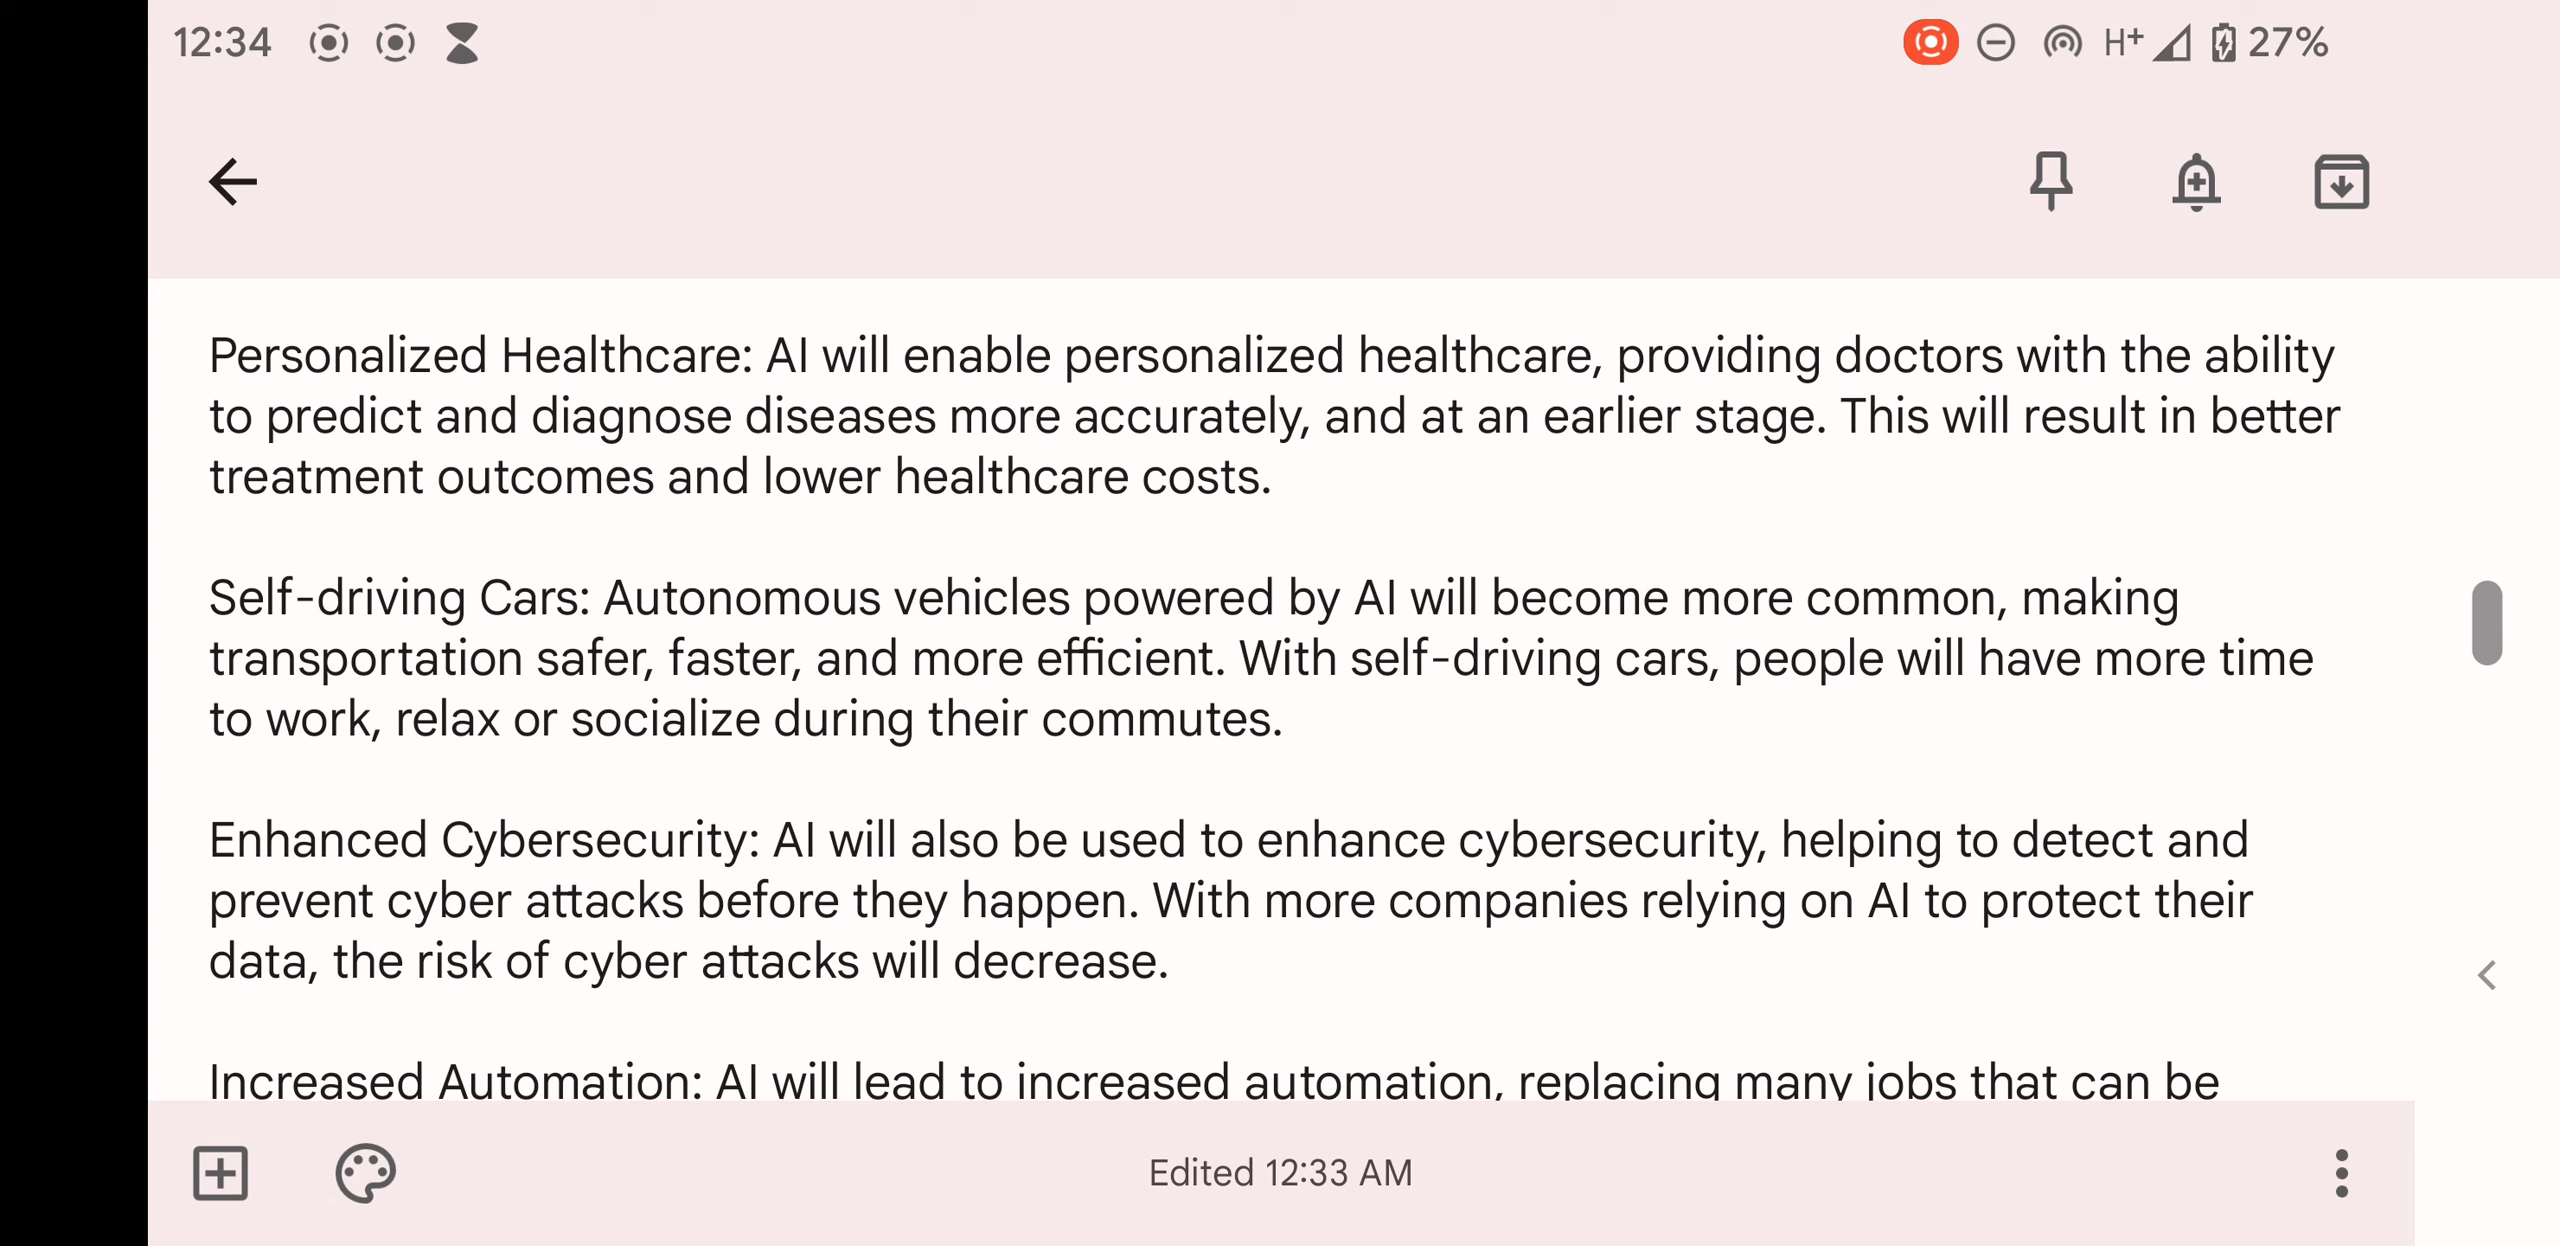 12:34 H+ 27%
Personalized Healthcare: AI will enable personalized healthcare, providing doctors with the ability
to predict and diagnose diseases more accurately, and at an earlier stage. This will result in better
treatment outcomes and lower healthcare costs.
Self-driving Cars: Autonomous vehicles powered by AI will become more common, making
transportation safer, faster, and more efficient. With self-driving cars, people will have more time
to work, relax or socialize during their commutes.
Enhanced Cybersecurity: AI will also be used to enhance cybersecurity, helping to detect and
prevent cyber attacks before they happen. With more companies relying on AI to protect their
data, the risk of cyber attacks will decrease.
Increased Automation: AI will lead to increased automation, replacing many jobs that can be
Edited 12:33 AM